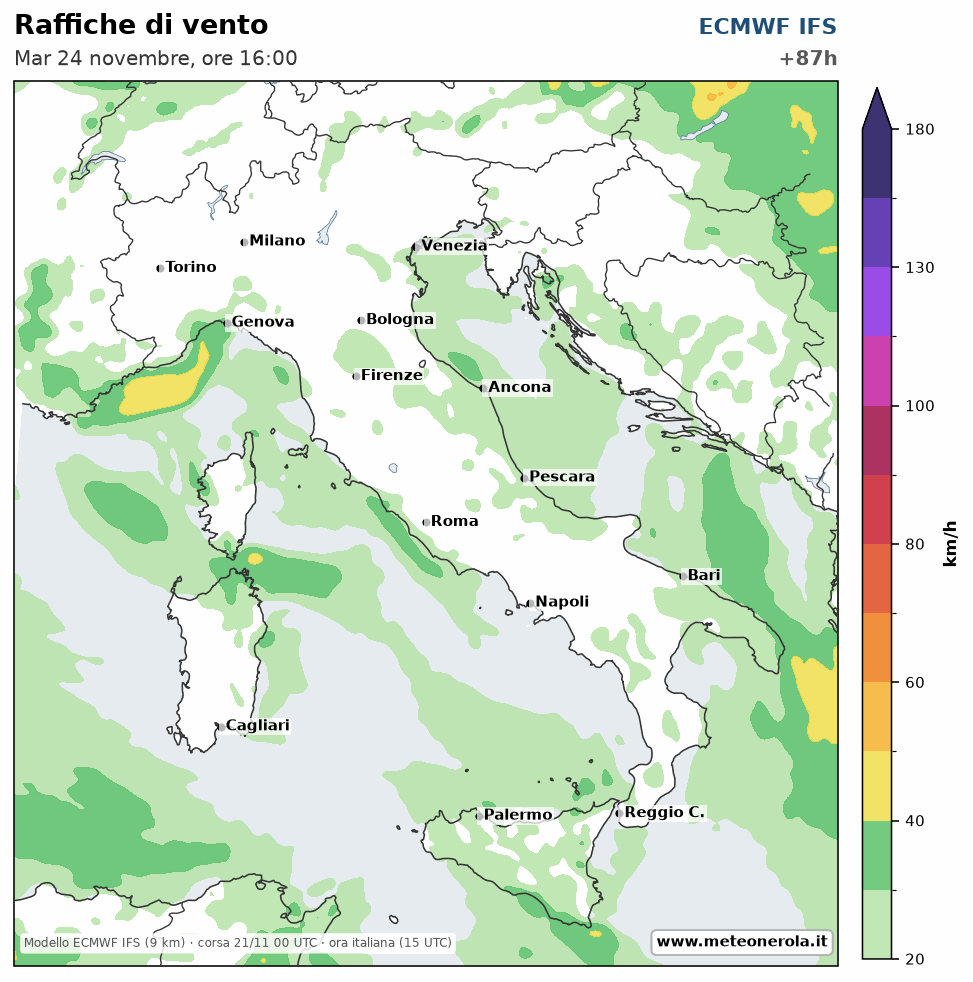 Raffiche di vento
ECMWF IFS
Mar 24 novembre, ore 16:00
+87h
180
130
100
80
60
40
20
km/h
Milano
Venezia
Torino
Genova
Bologna
Firenze
Ancona
Pescara
Roma
Bari
Napoli
Cagliari
Palermo
Reggio C.
Modello ECMWF IFS (9 km) · corsa 21/11 00 UTC · ora italiana (15 UTC)
www.meteonerola.it